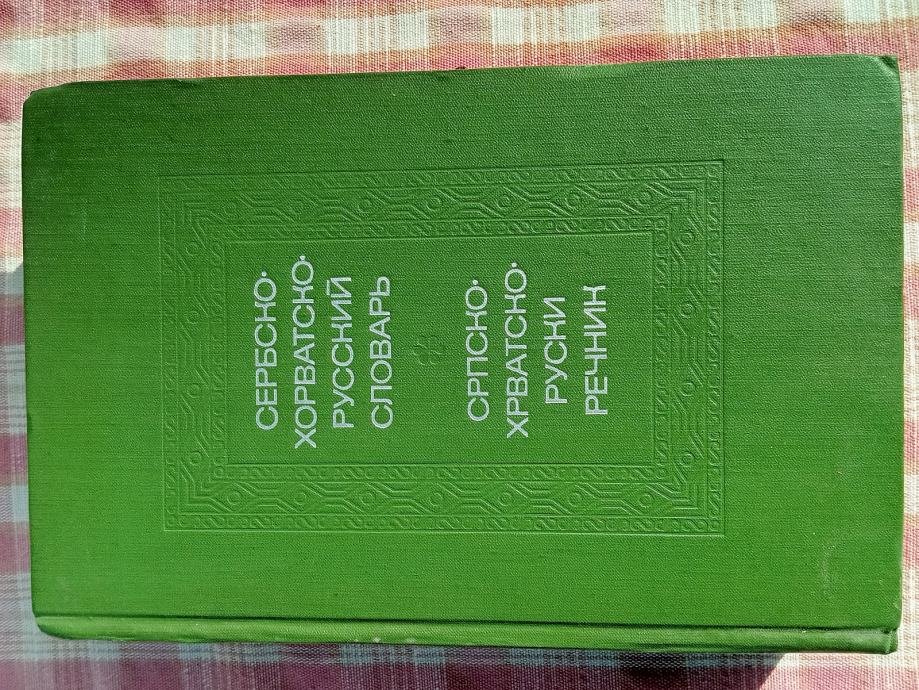 СЕРБСКО-
ХОРВАТСКО-
РУССКИЙ
СЛОВАРЬ
СРПСКО-
ХРВАТСКО-
РУСКИ
РЕЧНИК